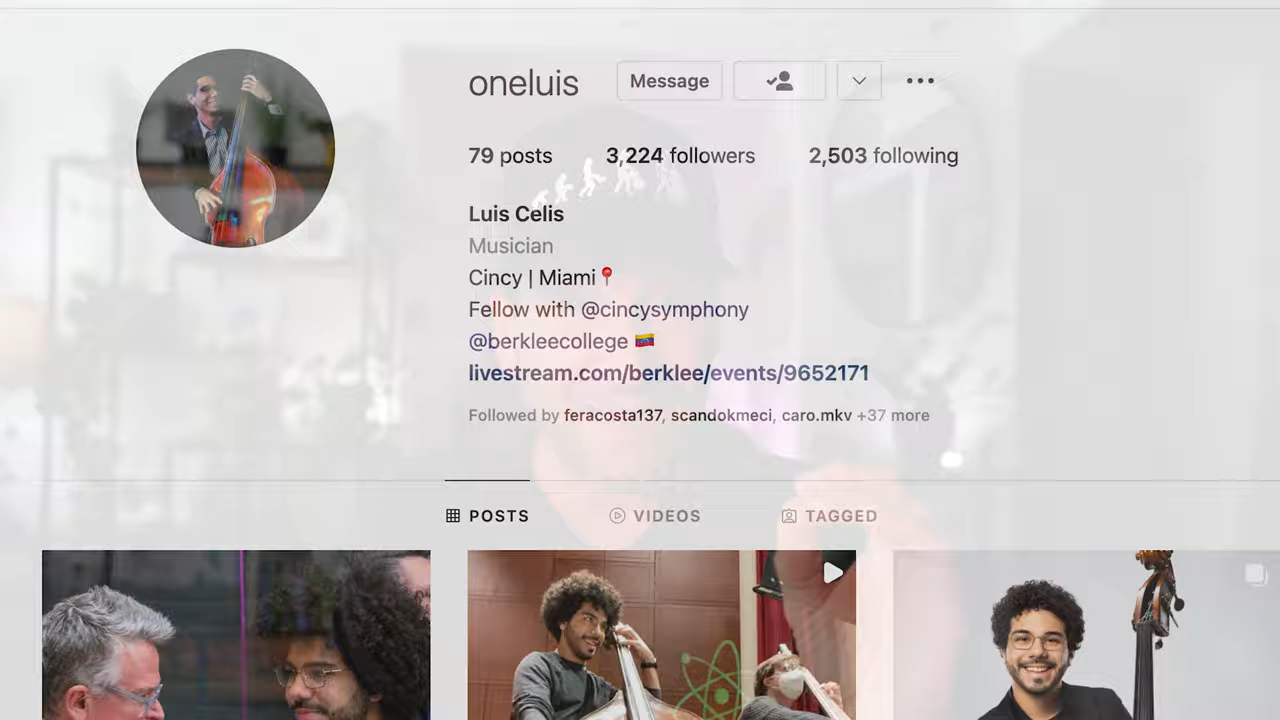 oneluis Message
79 posts 3,224 followers 2,503 following
Luis Celis
Musician
Cincy | Miami📍
Fellow with @cincysymphony
@berkleecollege 🇻🇪
livestream.com/berklee/events/9652171
Followed by feracosta137, scandokmeci, caro.mkv +37 more
POSTS VIDEOS TAGGED